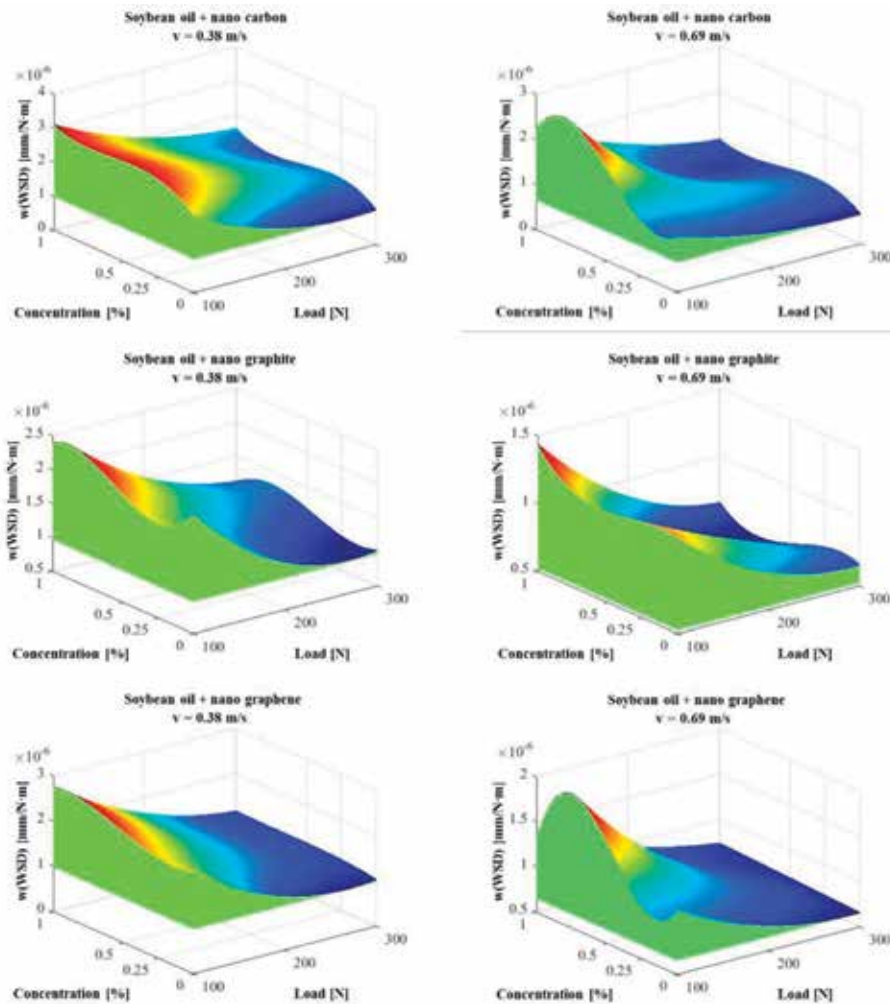 Soybean oil + nano carbon
v = 0.38 m/s
×10⁻⁶
w(WSD) [mm/N·m]
4
3
2
1
0
1
0.5
0
Concentration [%]
100
200
300
Load [N]
Soybean oil + nano carbon
v = 0.69 m/s
×10⁻⁶
w(WSD) [mm/N·m]
3
2
1
0
1
0.5
0
Concentration [%]
100
200
300
Load [N]
Soybean oil + nano graphite
v = 0.38 m/s
×10⁻⁶
w(WSD) [mm/N·m]
2.5
2
1.5
1
0.5
1
0.5
0.25
0
Concentration [%]
100
200
300
Load [N]
Soybean oil + nano graphite
v = 0.69 m/s
×10⁻⁶
w(WSD) [mm/N·m]
1.5
1
0.5
1
0.5
0.25
0
Concentration [%]
100
200
300
Load [N]
Soybean oil + nano graphene
v = 0.38 m/s
×10⁻⁶
w(WSD) [mm/N·m]
3
2
1
0
1
0.5
0.25
0
Concentration [%]
100
200
300
Load [N]
Soybean oil + nano graphene
v = 0.69 m/s
×10⁻⁶
w(WSD) [mm/N·m]
2
1.5
1
0.5
1
0.5
0.25
0
Concentration [%]
100
200
300
Load [N]